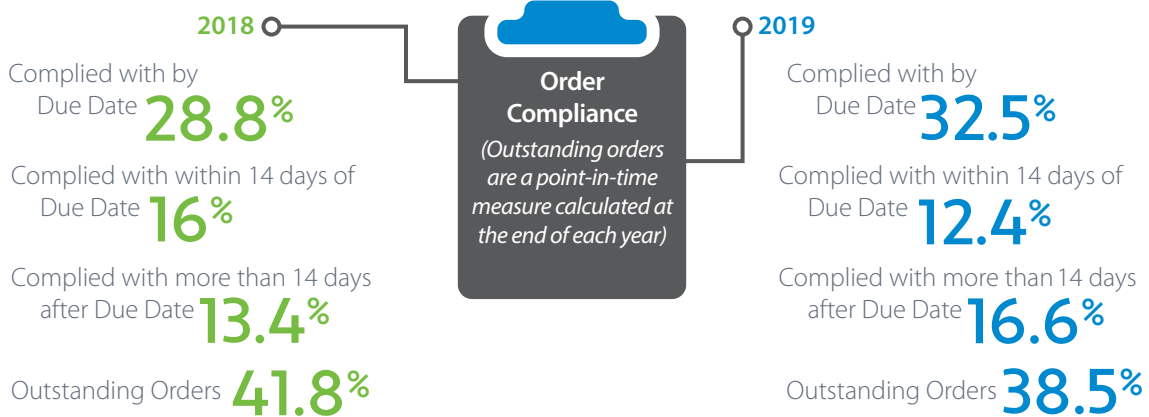 2018
Complied with by
Due Date 28.8%
Complied with within 14 days of
Due Date 16%
Complied with more than 14 days
after Due Date 13.4%
Outstanding Orders 41.8%
Order
Compliance
(Outstanding orders
are a point-in-time
measure calculated at
the end of each year)
2019
Complied with by
Due Date 32.5%
Complied with within 14 days of
Due Date 12.4%
Complied with more than 14 days
after Due Date 16.6%
Outstanding Orders 38.5%